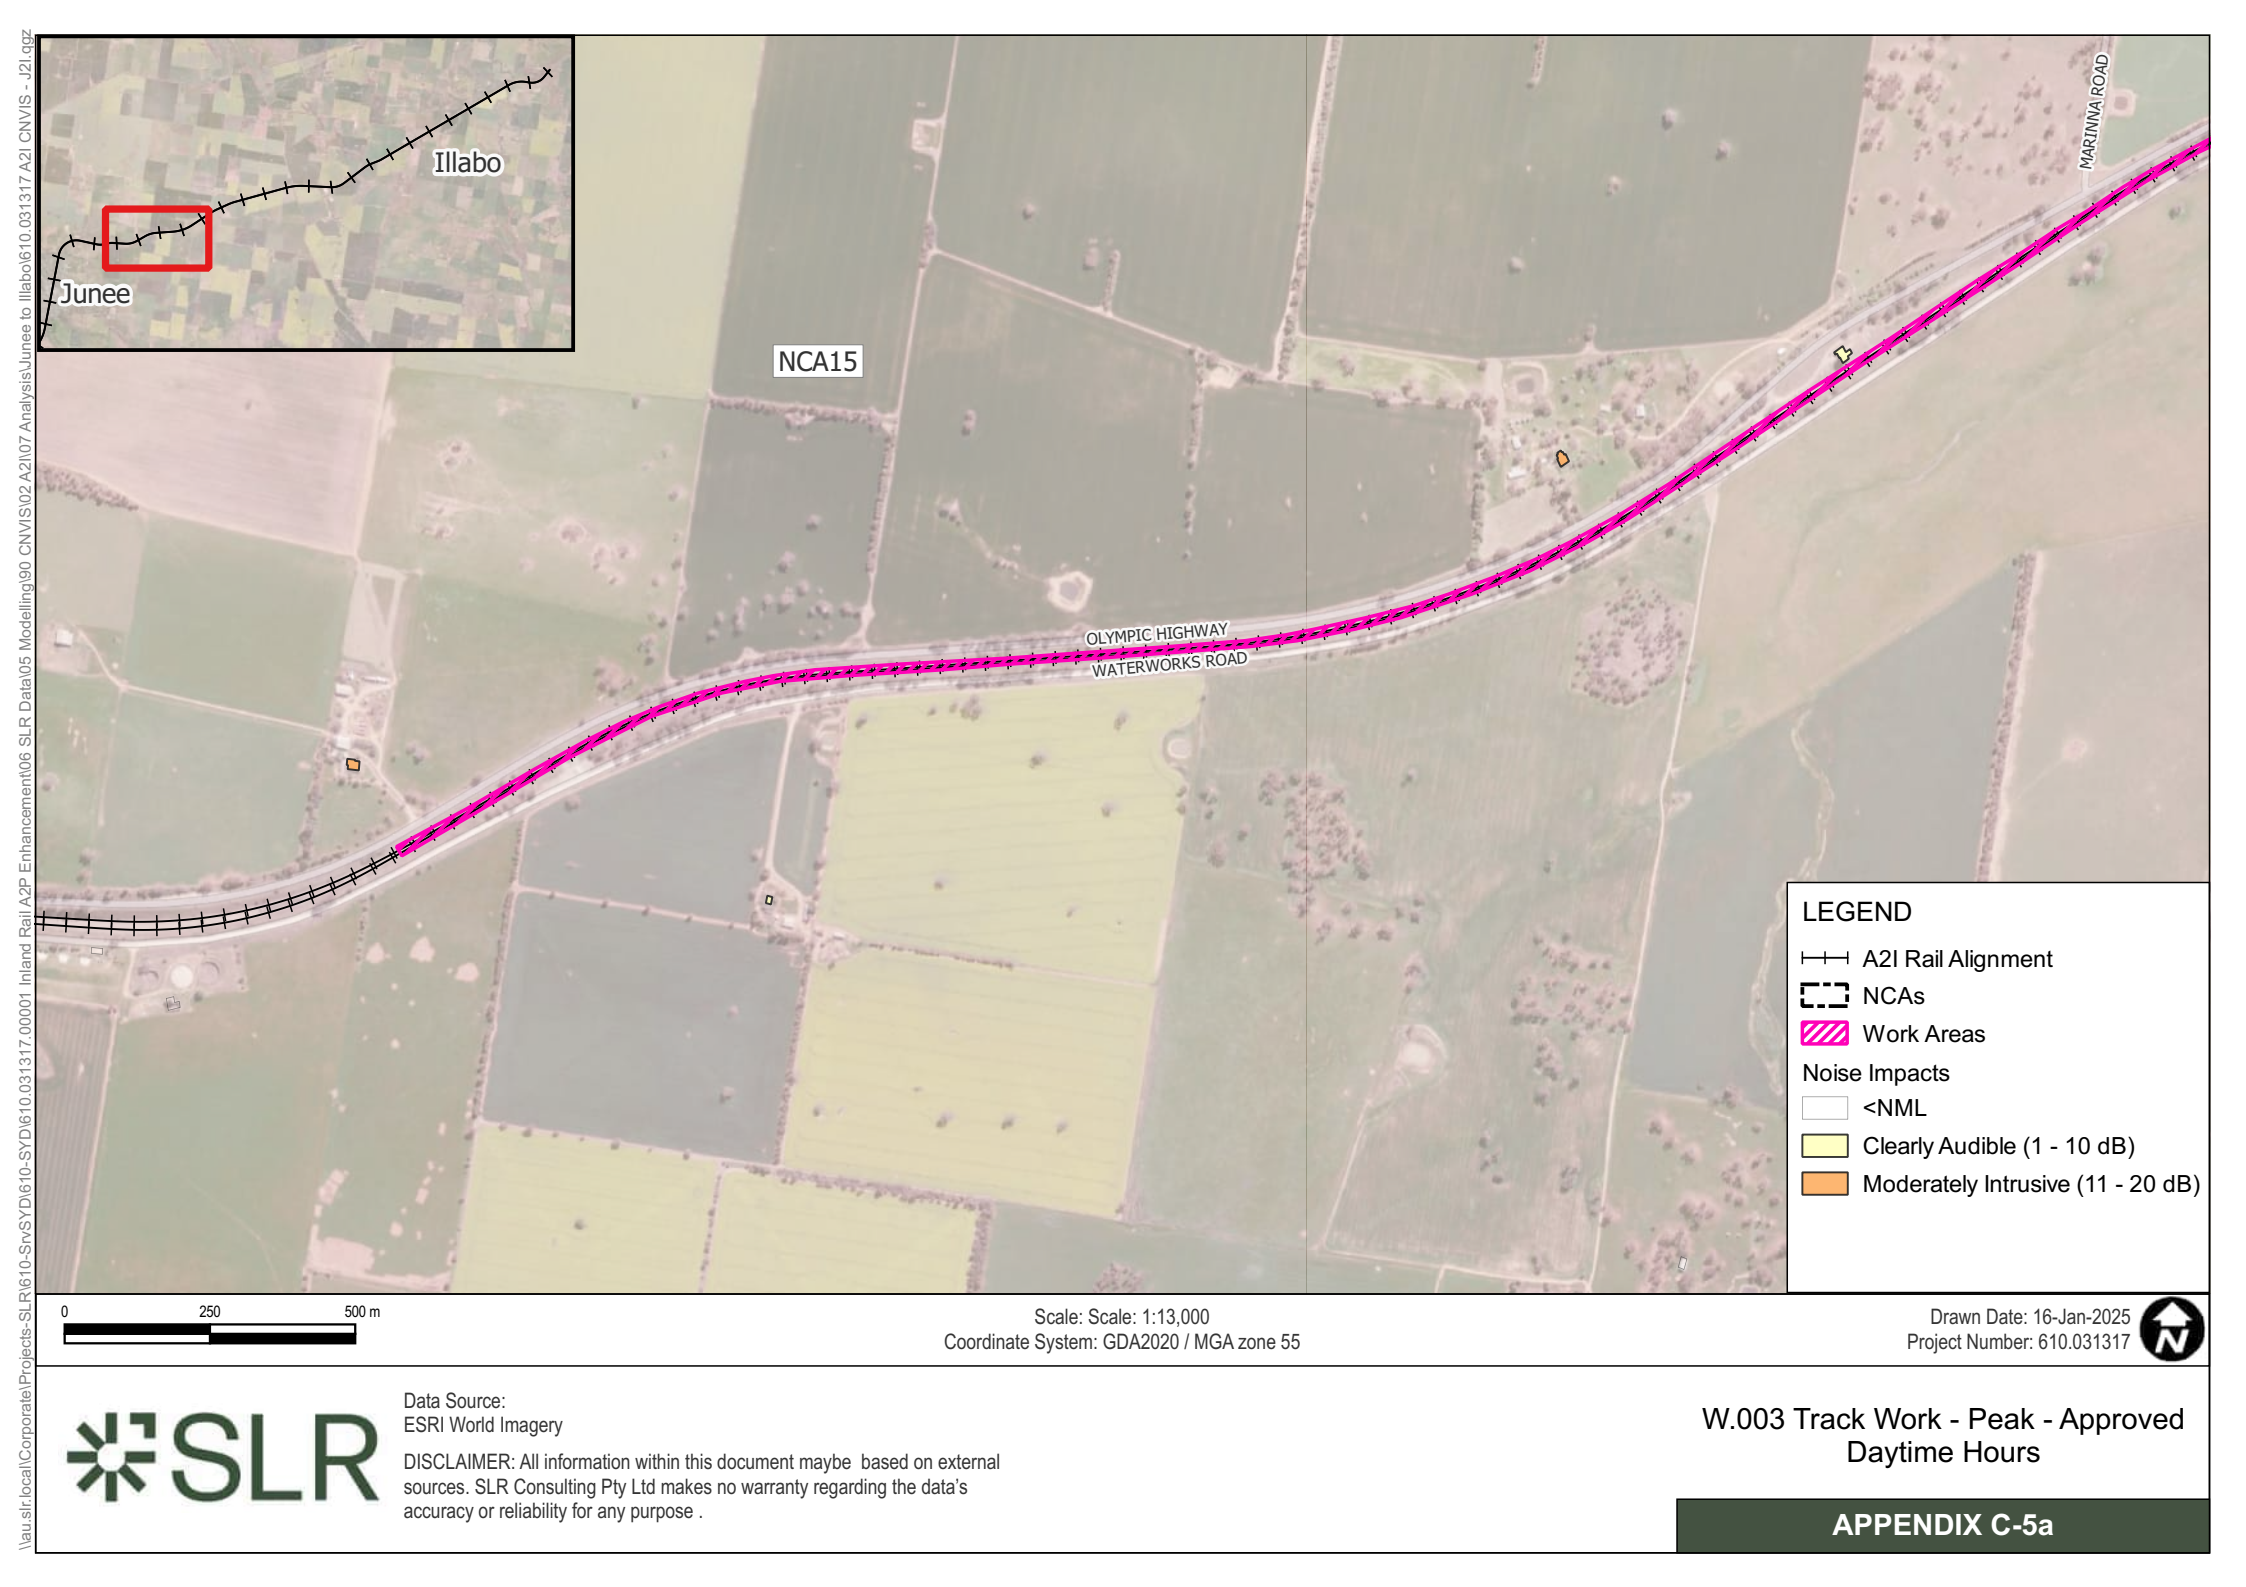 \\au.slr.local\Corporate\Projects-SLR\610-SrvSYD\610-SYD\610.031317.00001 Inland Rail A2P Enhancement\06 SLR Data\05 Modelling\90 CNVIS\02 A2I\07 Analysis\Junee to Illabo\610.031317 A2I CNVIS - J2I.qgz
Illabo
Junee
MARINNA ROAD
NCA15
OLYMPIC HIGHWAY
WATERWORKS ROAD
LEGEND
A2I Rail Alignment
NCAs
Work Areas
Noise Impacts
<NML
Clearly Audible (1 - 10 dB)
Moderately Intrusive (11 - 20 dB)
0 250 500 m
Scale: Scale: 1:13,000
Coordinate System: GDA2020 / MGA zone 55
Drawn Date: 16-Jan-2025
Project Number: 610.031317
N
SLR
Data Source:
ESRI World Imagery
DISCLAIMER: All information within this document maybe  based on external
sources. SLR Consulting Pty Ltd makes no warranty regarding the data's
accuracy or reliability for any purpose .
W.003 Track Work - Peak - Approved
Daytime Hours
APPENDIX C-5a